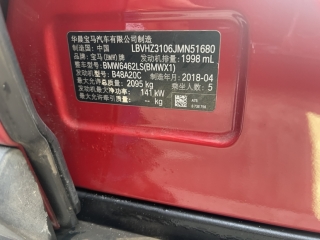 华晨宝马汽车有限公司制造
制造国：中国 LBVHZ3106JMN51680
品牌：宝马(BMW)牌 发动机排量：1998 mL
整车型号：BMW6462LS(BMWX1)
发动机型号：B48A20C 制造年月：2018-04
最大允许总质量：2095 kg 乘坐人数：5
发动机最大净功率：141 kW
-- kg